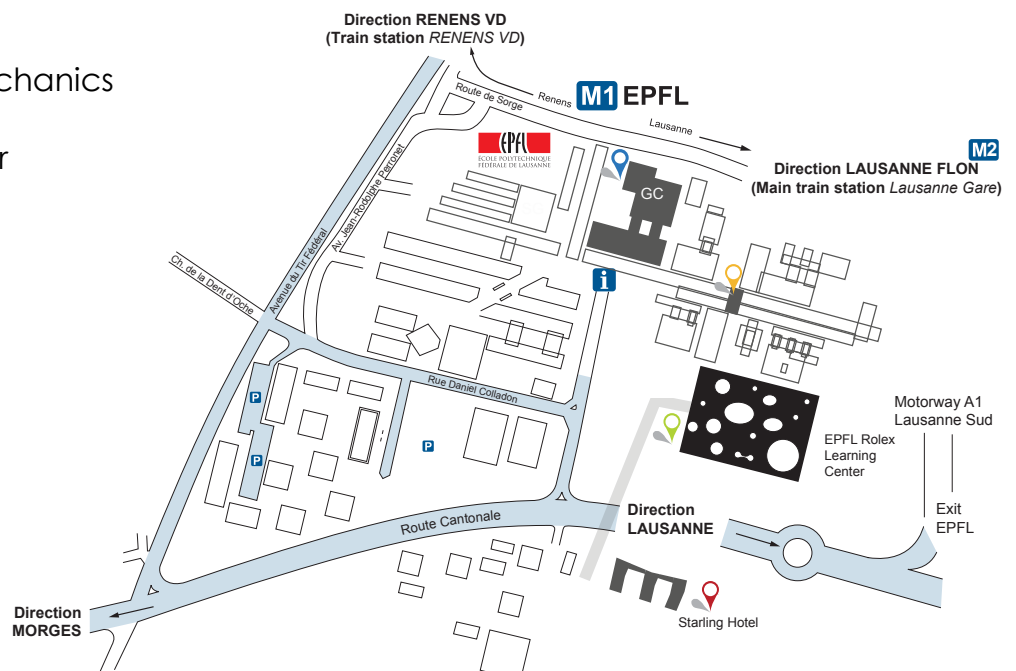 Direction RENENS VD
(Train station RENENS VD)
chanics
r
Route de Sorge
Renens
M1 EPFL
Lausanne
M2
Direction LAUSANNE FLON
(Main train station Lausanne Gare)
EPFL
ÉCOLE POLYTECHNIQUE
FÉDÉRALE DE LAUSANNE
GC
Av. Jean-Rodolphe Perronet
Avenue du Tir Fédéral
Ch. de la Dent d'Oche
i
Rue Daniel Colladon
P
P
P
Motorway A1
Lausanne Sud
EPFL Rolex
Learning
Center
Exit
EPFL
Route Cantonale
Direction
LAUSANNE
Direction
MORGES
Starling Hotel